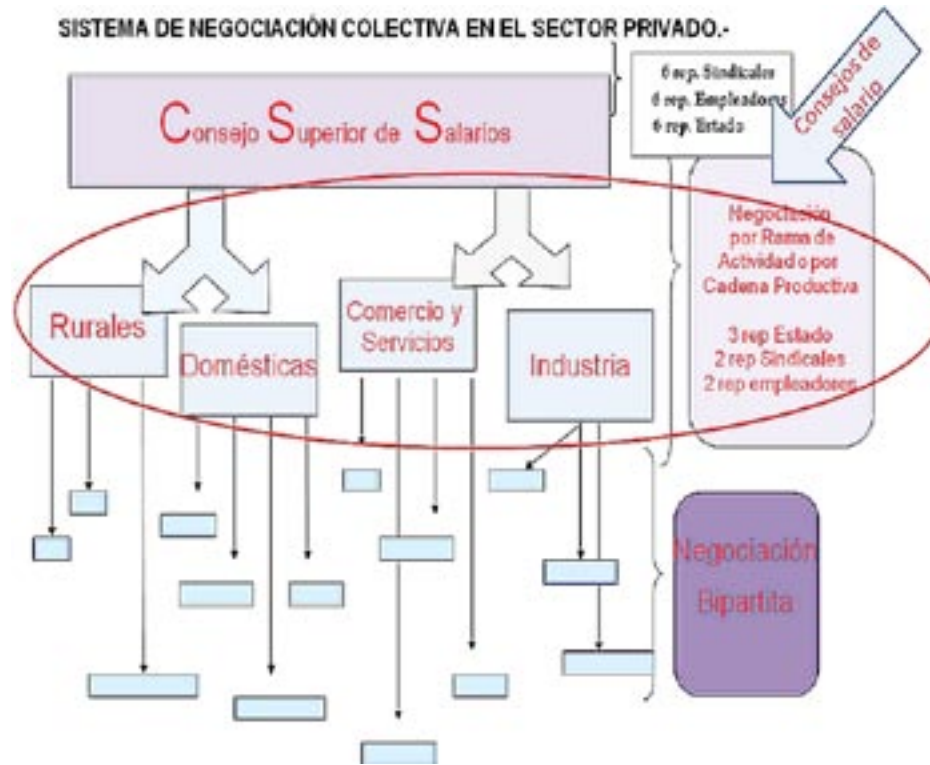 SISTEMA DE NEGOCIACIÓN COLECTIVA EN EL SECTOR PRIVADO.-
Consejo Superior de Salarios
6 rep. Sindicales
6 rep. Empleadores
6 rep. Estado
Consejos de
salario
Negociación
por Rama de
Actividad o por
Cadena Productiva
3 rep Estado
2 rep Sindicales
2 rep empleadores
Rurales
Domésticas
Comercio y
Servicios
Industria
Negociación
Bipartita